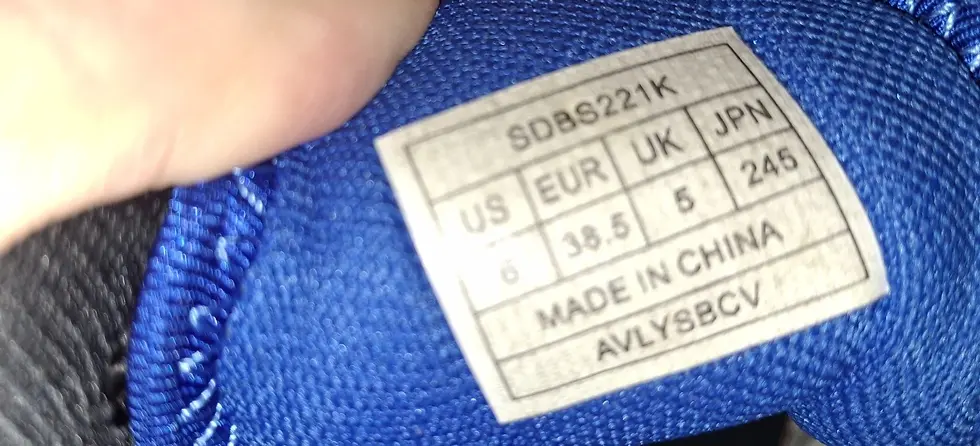 SDBS221K
US EUR UK JPN
6 38.5 5 245
MADE IN CHINA
AVLYSBCV